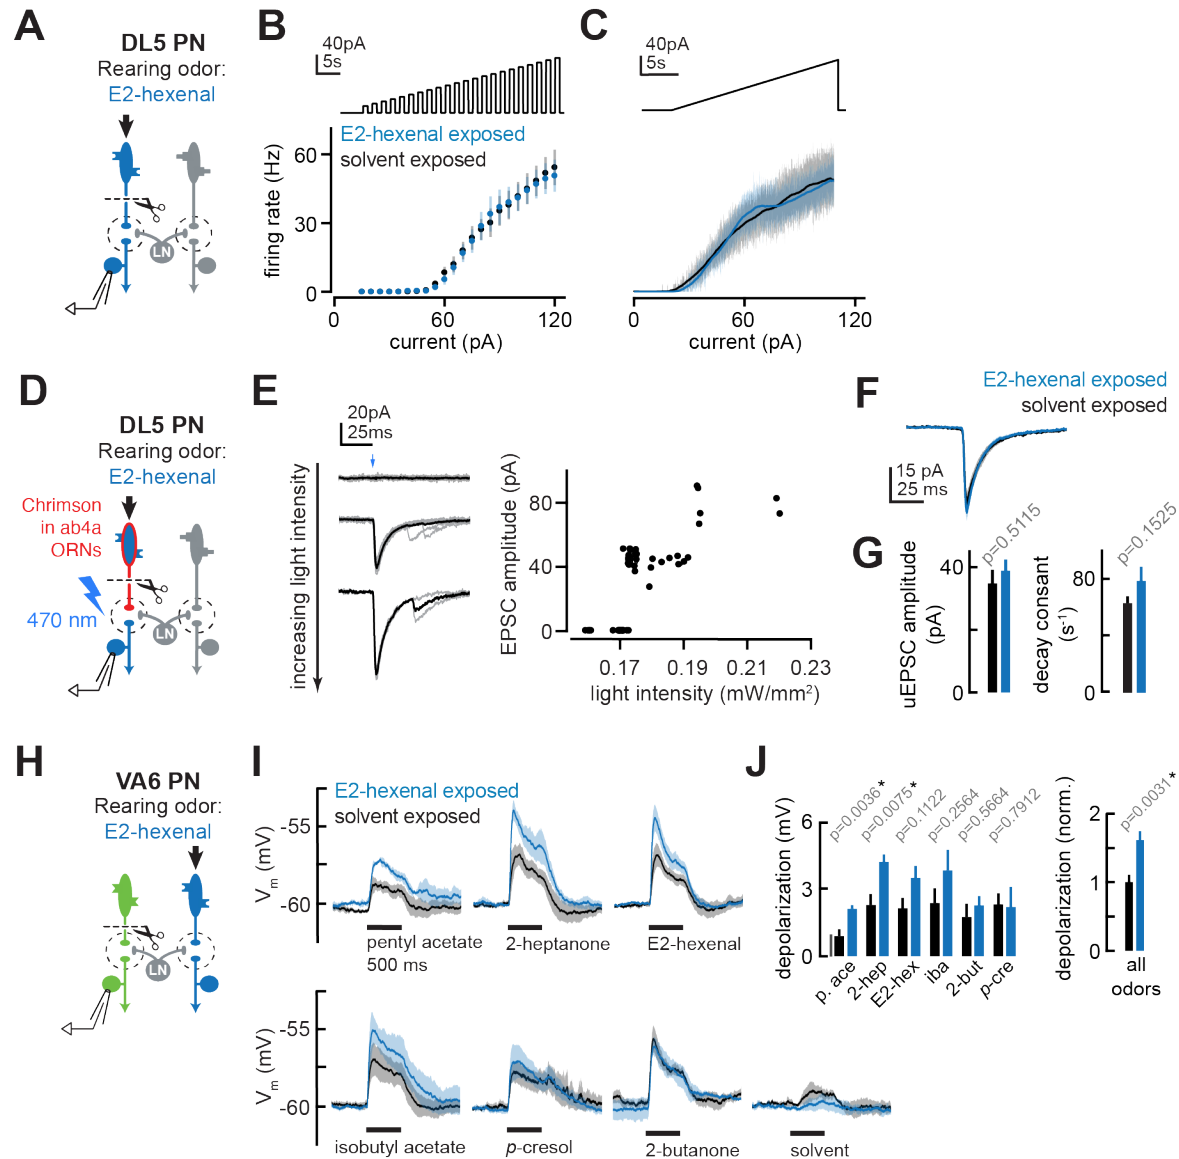 A
DL5 PN
Rearing odor:
E2-hexenal
LN
B
40pA
5s
E2-hexenal exposed
solvent exposed
firing rate (Hz)
60
30
0
0
60
120
current (pA)
C
40pA
5s
0
60
120
current (pA)
D
DL5 PN
Rearing odor:
E2-hexenal
Chrimson
in ab4a
ORNs
470 nm
LN
E
20pA
25ms
increasing light intensity
EPSC amplitude (pA)
80
40
0
0.17
0.19
0.21
0.23
light intensity (mW/mm²)
F
E2-hexenal exposed
solvent exposed
15 pA
25 ms
G
uEPSC amplitude
(pA)
40
0
p=0.5115
decay consant
(s⁻¹)
80
0
p=0.1525
H
VA6 PN
Rearing odor:
E2-hexenal
LN
I
E2-hexenal exposed
solvent exposed
Vm (mV)
-55
-60
pentyl acetate
500 ms
2-heptanone
E2-hexenal
Vm (mV)
-55
-60
isobutyl acetate
p-cresol
2-butanone
solvent
J
depolarization (mV)
6
3
0
p=0.0036*
p=0.0075*
p=0.1122
p=0.2564
p=0.5664
p=0.7912
p. ace
2-hep
E2-hex
iba
2-but
p-cre
depolarization (norm.)
2
1
0
p=0.0031*
all
odors